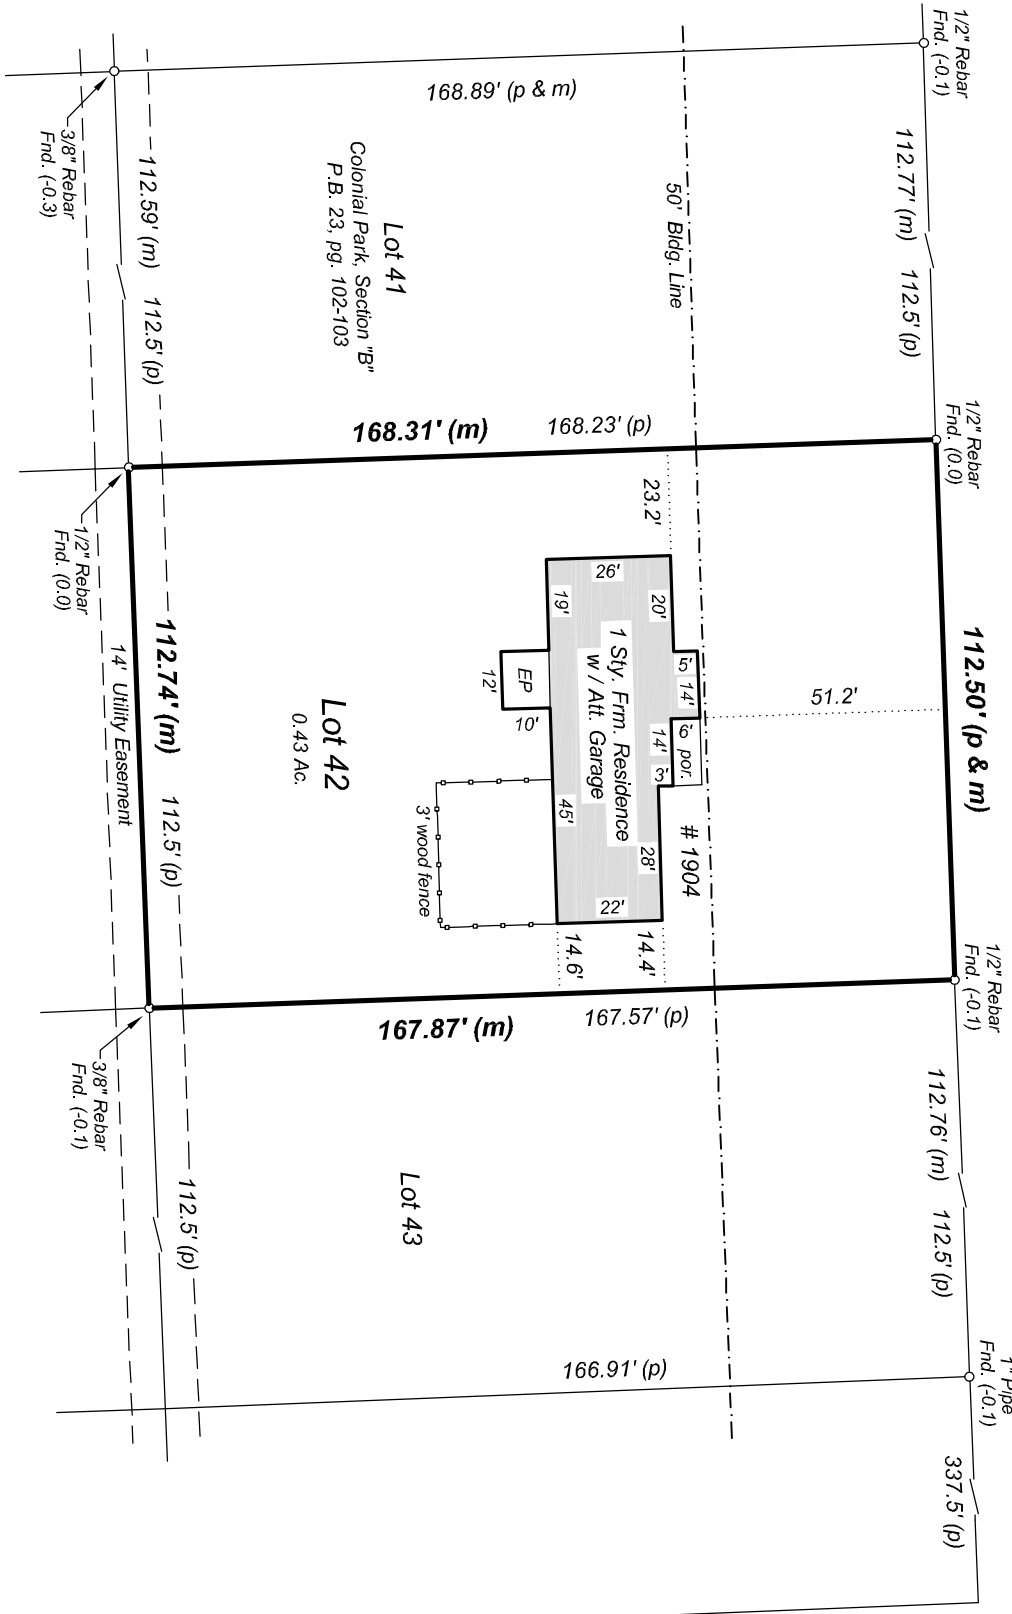 1/2" Rebar
Fnd. (-0.1)
168.89' (p & m)
3/8" Rebar
Fnd. (-0.3)
112.59' (m)
112.5' (p)
Lot 41
Colonial Park, Section "B"
P.B. 23, pg. 102-103
50' Bldg. Line
112.77' (m)
112.5' (p)
168.31' (m)
168.23' (p)
1/2" Rebar
Fnd. (0.0)
1/2" Rebar
Fnd. (0.0)
23.2'
26'
19'
20'
1 Sty. Frm. Residence
w / Att. Garage
5'
14'
EP
12'
10'
14'
6' por.
3'
51.2'
112.50' (p & m)
112.74' (m)
112.5' (p)
14' Utility Easement
Lot 42
0.43 Ac.
3' wood fence
45'
28'
# 1904
22'
14.6'
14.4'
167.87' (m)
167.57' (p)
1/2" Rebar
Fnd. (-0.1)
3/8" Rebar
Fnd. (-0.1)
112.76' (m)
112.5' (p)
Lot 43
112.5' (p)
166.91' (p)
1" Pipe
Fnd. (-0.1)
337.5' (p)